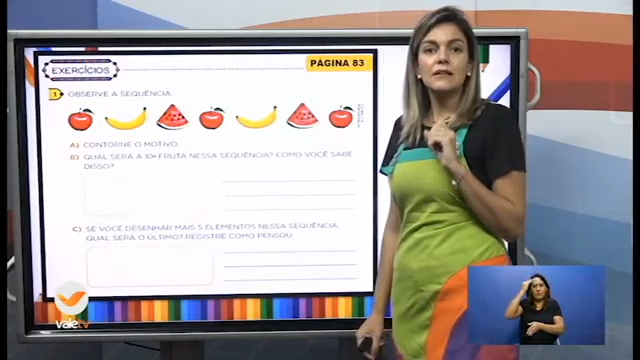 EXERCÍCIOS
PÁGINA 83
1 OBSERVE A SEQUÊNCIA.
A) CONTORNE O MOTIVO.
B) QUAL SERÁ A 10ª FRUTA NESSA SEQUÊNCIA? COMO VOCÊ SABE
DISSO?
C) SE VOCÊ DESENHAR MAIS 5 ELEMENTOS NESSA SEQUÊNCIA,
QUAL SERÁ O ÚLTIMO? REGISTRE COMO PENSOU.
valetv